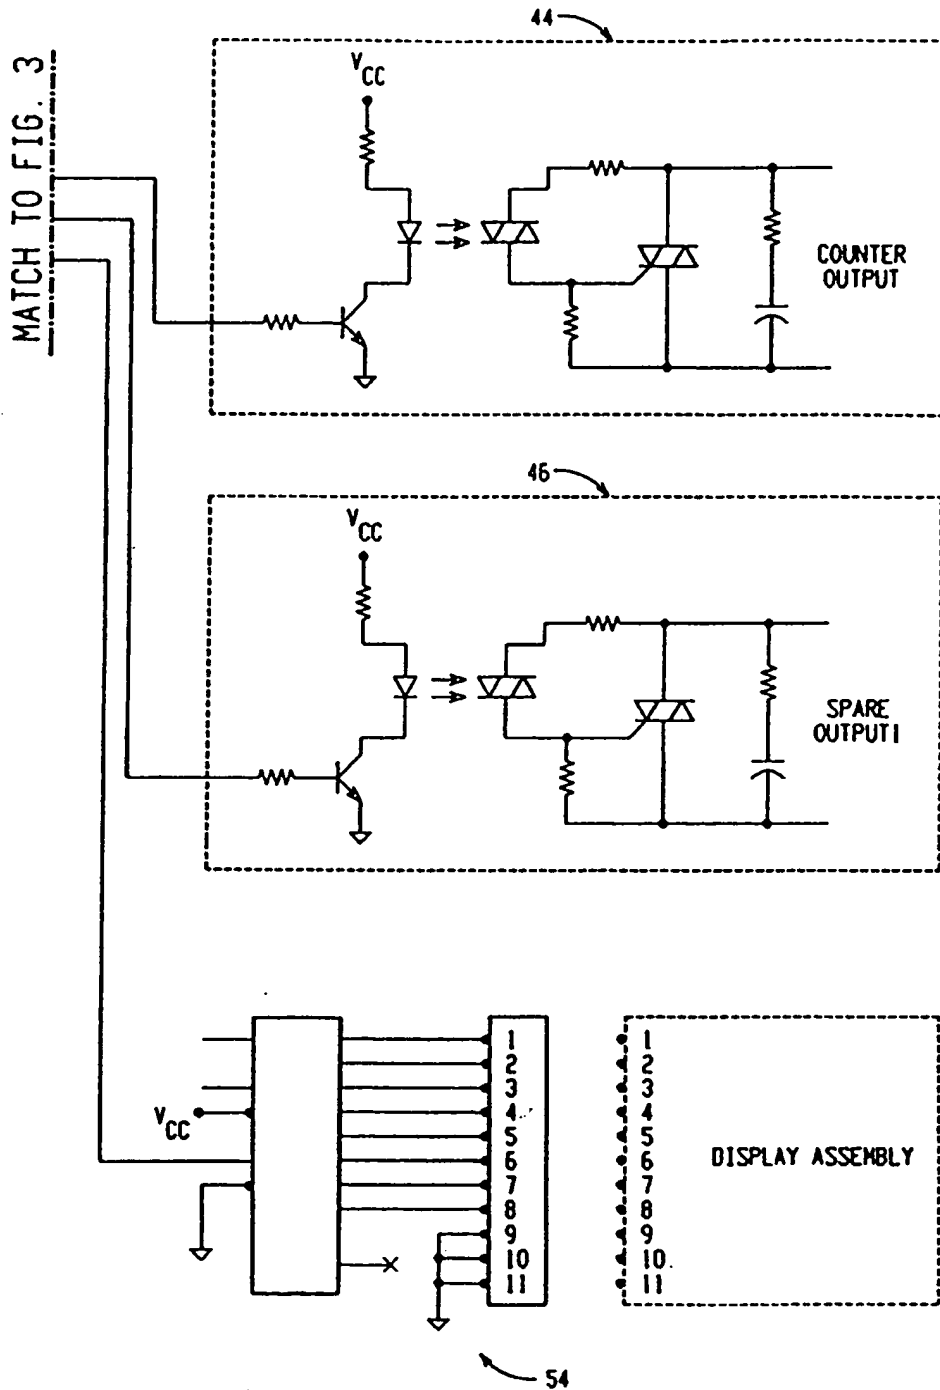 44
MATCH TO FIG. 3
VCC
COUNTER
OUTPUT
46
VCC
SPARE
OUTPUT1
VCC
1
2
3
4
5
6
7
8
9
10
11
1
2
3
4
5
6
7
8
9
10
11
DISPLAY ASSEMBLY
54